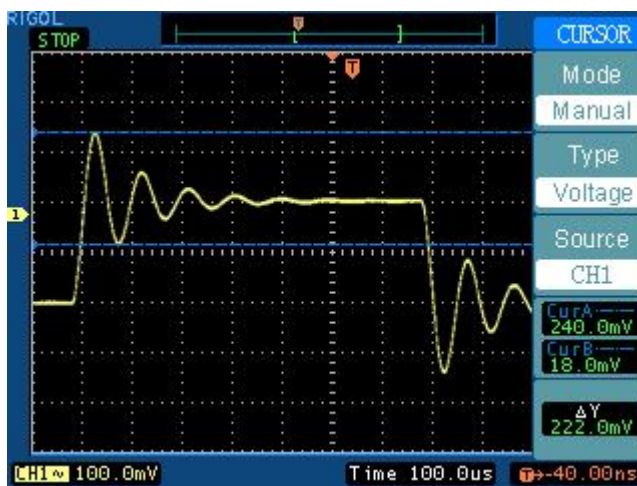 RIGOL
STOP
T
T
1
CURSOR
Mode
Manual
Type
Voltage
Source
CH1
CurA
240.0mV
CurB
18.0mV
ΔY
222.0mV
CH1~ 100.0mV
Time 100.0us
T→-40.00ns